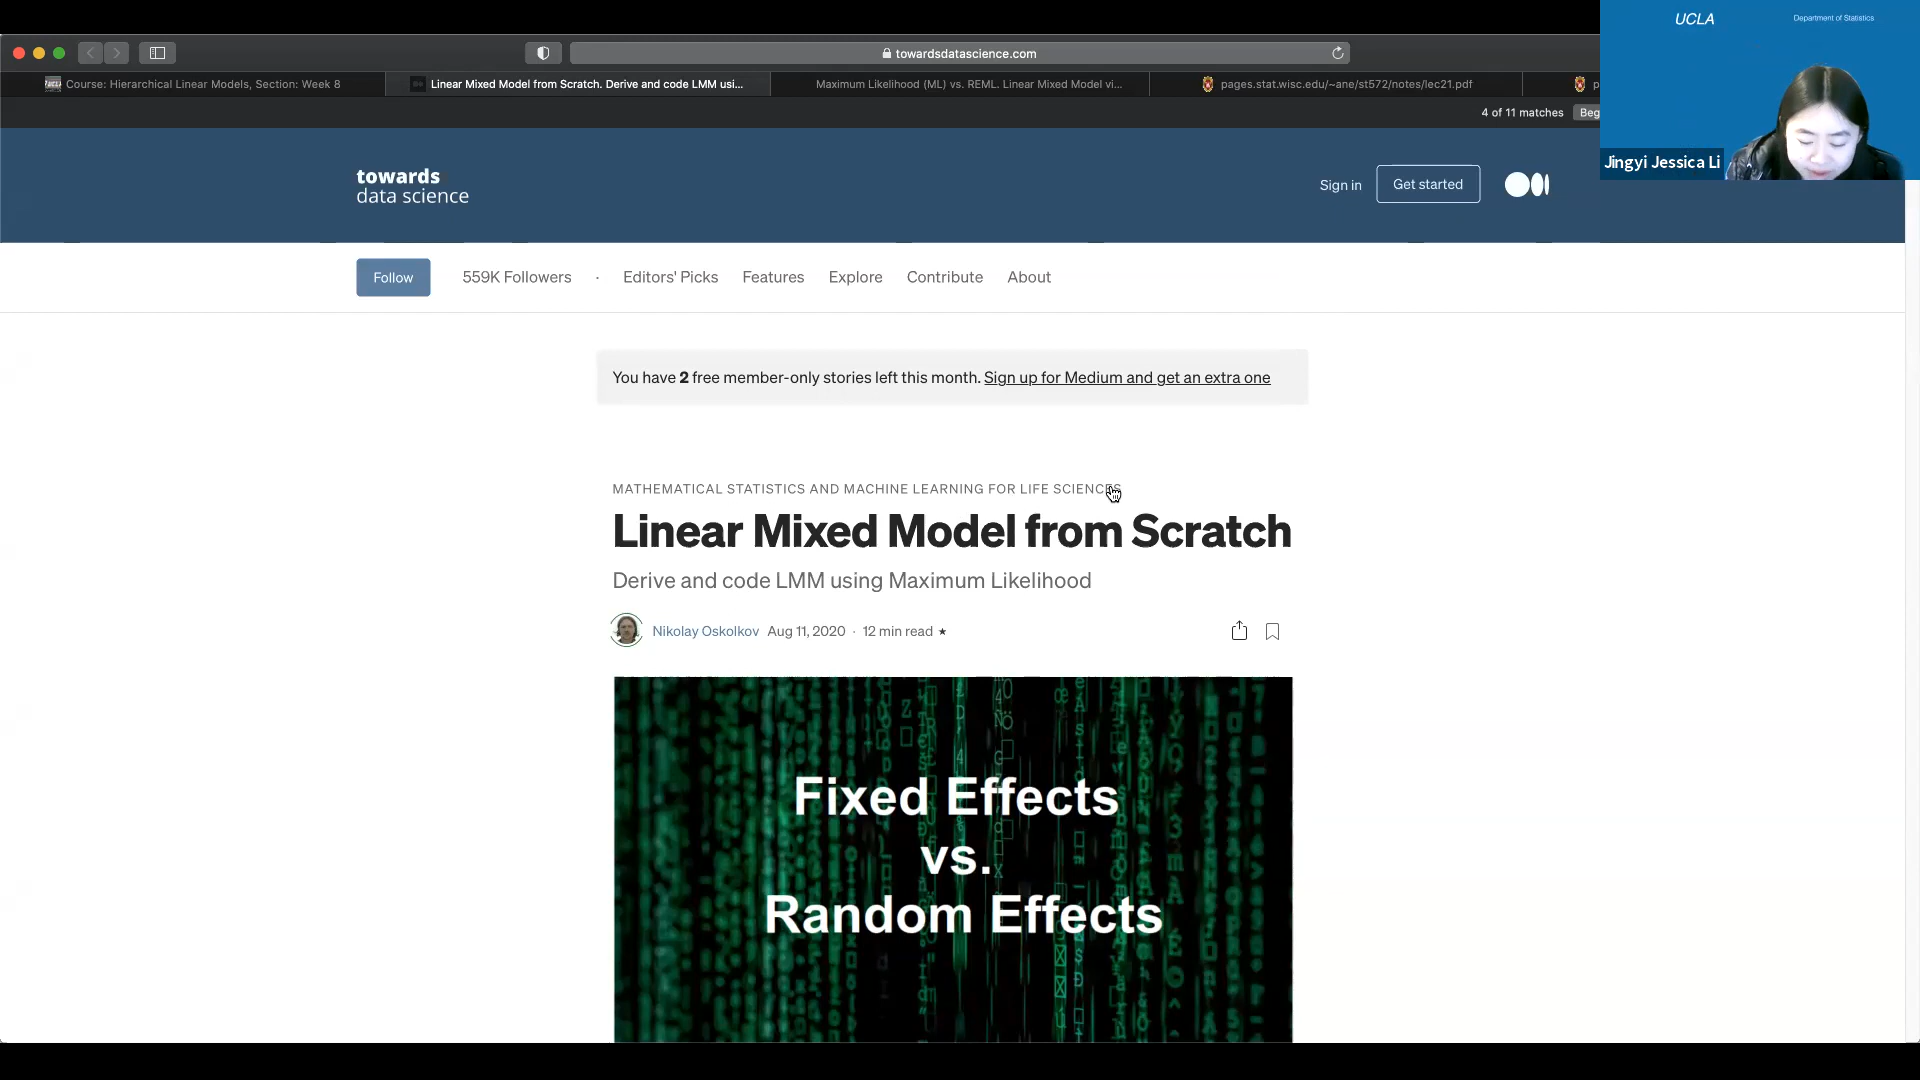 UCLA
Department of Statistics
towardsdatascience.com
Course: Hierarchical Linear Models, Section: Week 8
Linear Mixed Model from Scratch. Derive and code LMM usi...
Maximum Likelihood (ML) vs. REML. Linear Mixed Model vi...
pages.stat.wisc.edu/~ane/st572/notes/lec21.pdf
p
4 of 11 matches
Beg
Jingyi Jessica Li
towards
data science
Sign in
Get started
Follow
559K Followers · Editors' Picks Features Explore Contribute About
You have 2 free member-only stories left this month. Sign up for Medium and get an extra one
MATHEMATICAL STATISTICS AND MACHINE LEARNING FOR LIFE SCIENCES
Linear Mixed Model from Scratch
Derive and code LMM using Maximum Likelihood
Nikolay Oskolkov Aug 11, 2020 · 12 min read ★
Fixed Effects
vs.
Random Effects